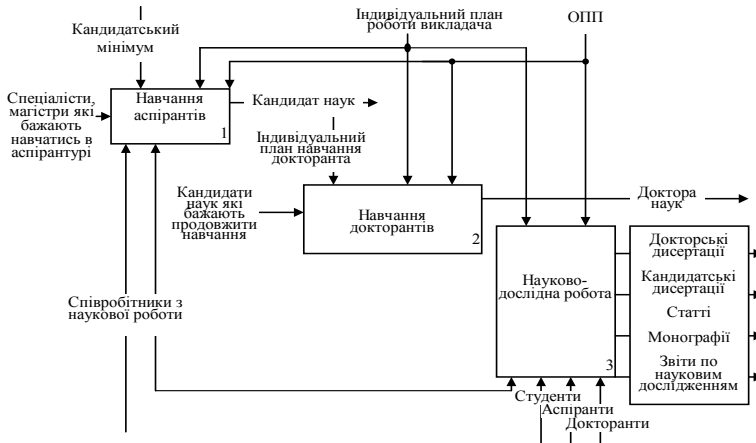 Кандидатський
мінімум
Індивідуальний план
роботи викладача
ОПП
Спеціалісти,
магістри які
бажають
навчатись в
аспірантурі
Навчання
аспірантів
1
Кандидат наук
Індивідуальний
план навчання
докторанта
Кандидати
наук які
бажають
продовжити
навчання
Навчання
докторантів
2
Доктора
наук
Науково-
дослідна робота
3
Докторські
дисертації
Кандидатські
дисертації
Статті
Монографії
Звіти по
науковим
дослідженням
Співробітники з
наукової роботи
Студенти
Аспіранти
Докторанти